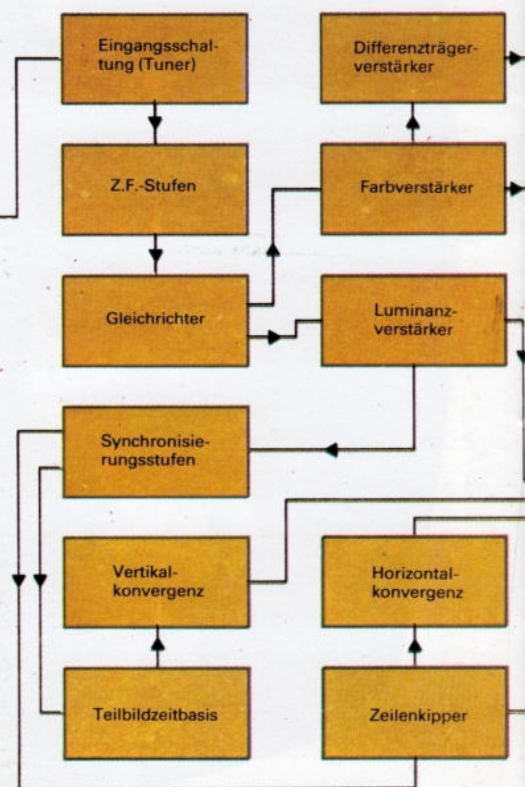 Eingangsschal-
tung (Tuner)
Differenzträger-
verstärker
Z.F.-Stufen
Farbverstärker
Gleichrichter
Luminanz-
verstärker
Synchronisie-
rungsstufen
Vertikal-
konvergenz
Horizontal-
konvergenz
Teilbildzeitbasis
Zeilenkipper